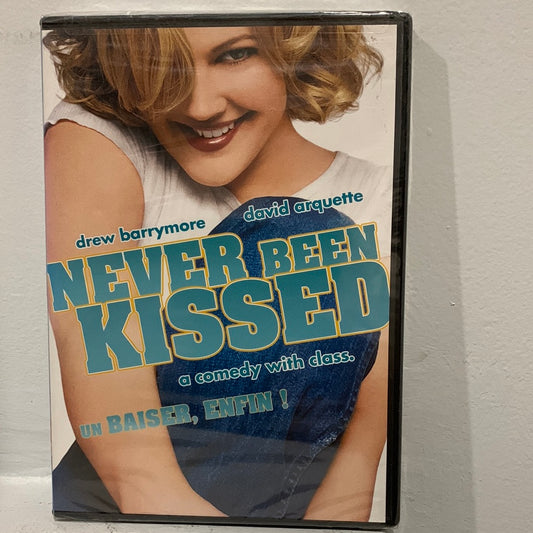 drew barrymore
david arquette
NEVER BEEN
KISSED
a comedy with class.
UN BAISER, ENFIN !